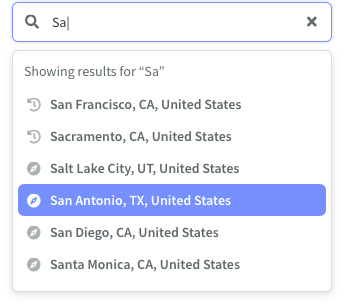 Sa
Showing results for “Sa”
San Francisco, CA, United States
Sacramento, CA, United States
Salt Lake City, UT, United States
San Antonio, TX, United States
San Diego, CA, United States
Santa Monica, CA, United States